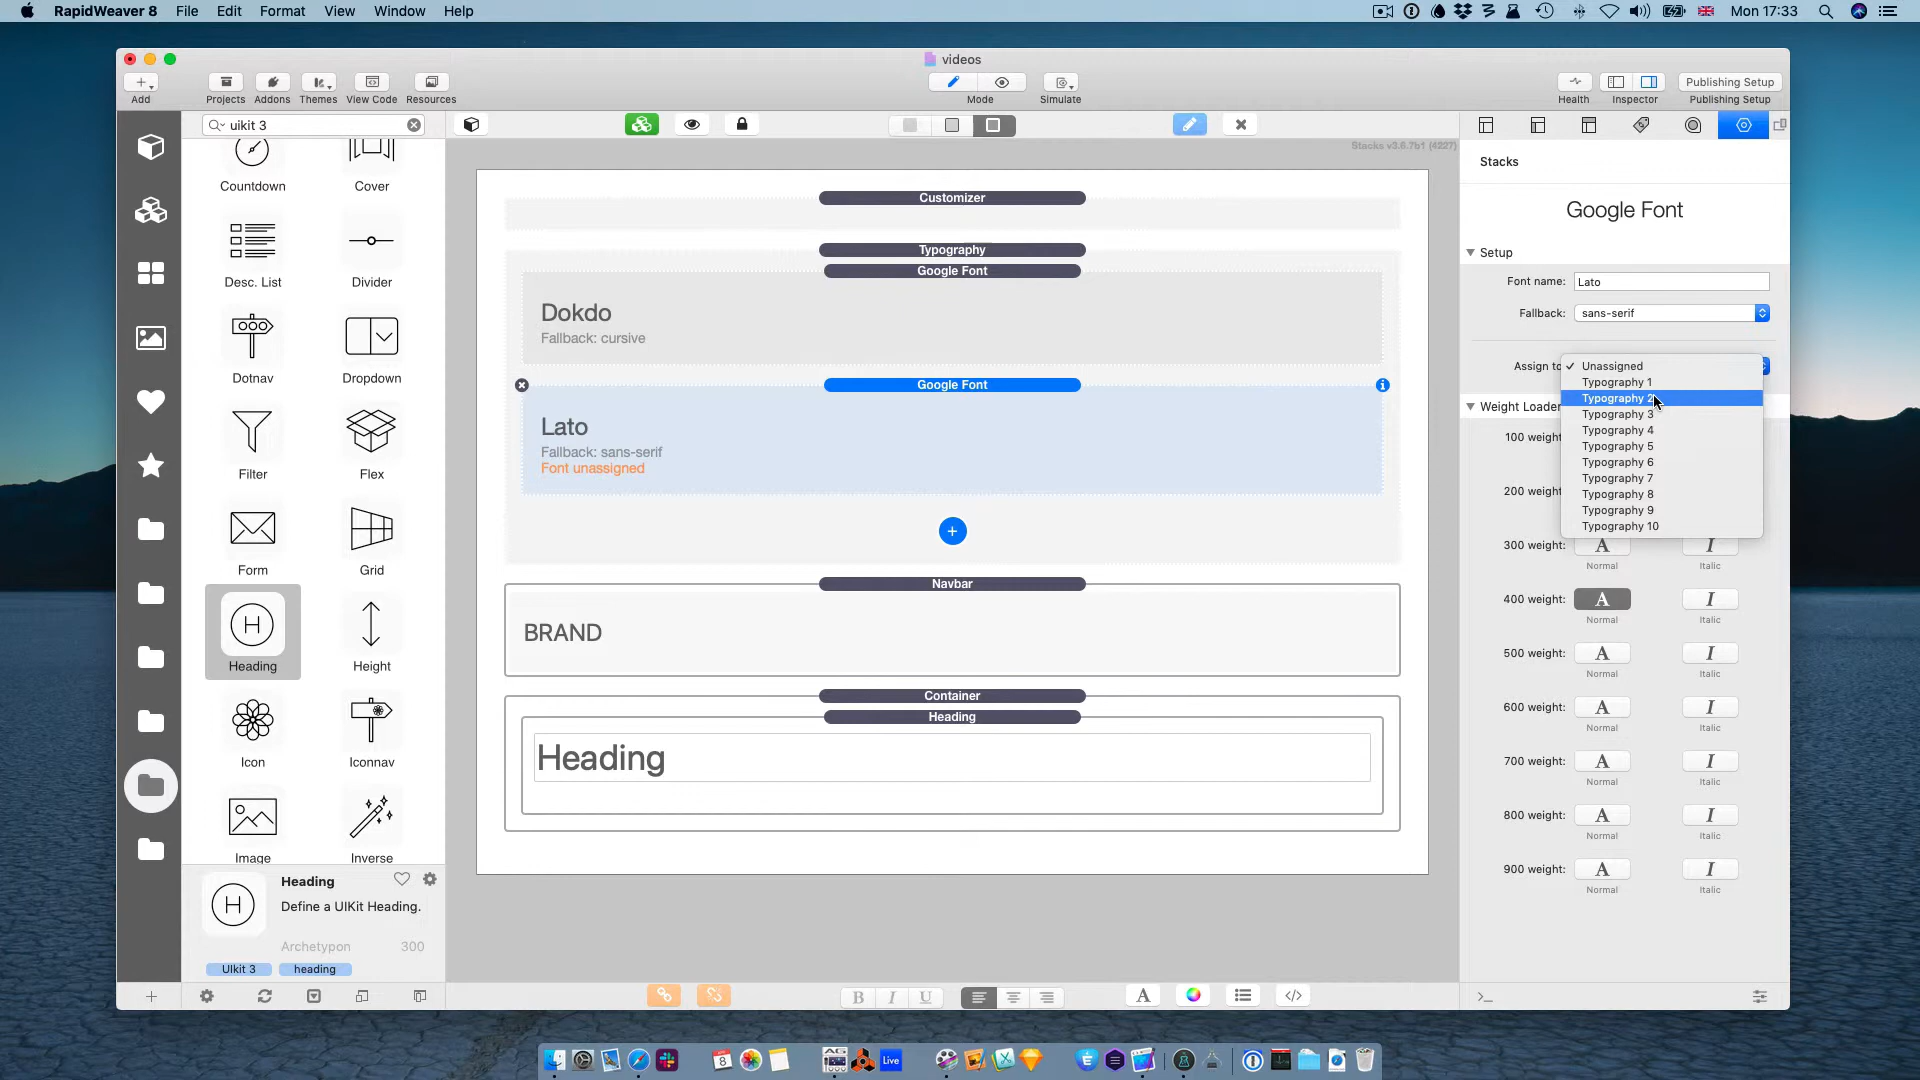 RapidWeaver 8 File Edit Format View Window Help Mon 17:33
videos
Add Projects Addons Themes View Code Resources Mode Simulate Health Inspector Publishing Setup
Publishing Setup
uikit 3
Stacks v3.6.7b1 (4227)
Countdown Cover
Desc. List Divider
Dotnav Dropdown
Filter Flex
Form Grid
H
Heading Height
Icon Iconnav
Image Inverse
H
Heading
Define a UIKit Heading.
Archetypon 300
UIkit 3 heading
Customizer
Typography
Google Font
Dokdo
Fallback: cursive
Google Font
Lato
Fallback: sans-serif
Font unassigned
Navbar
BRAND
Container
Heading
Heading
B I U A
Stacks
Google Font
Setup
Font name: Lato
Fallback: sans-serif
Assign to
✓ Unassigned
Typography 1
Typography 2
Typography 3
Typography 4
Typography 5
Typography 6
Typography 7
Typography 8
Typography 9
Typography 10
Weight Loader
100 weight
200 weight
300 weight: A I
Normal Italic
400 weight: A I
Normal Italic
500 weight: A I
Normal Italic
600 weight: A I
Normal Italic
700 weight: A I
Normal Italic
800 weight: A I
Normal Italic
900 weight: A I
Normal Italic
8 Live